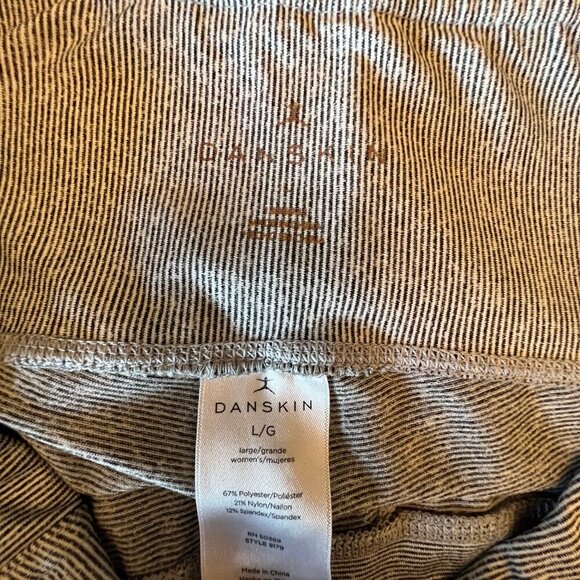 DANSKIN
L
DANSKIN
L/G
large/grande
women's/mujeres
67% Polyester/Poliéster
21% Nylon/Nailon
12% Spandex/Spandex
RN 50369
STYLE 9179
Made in China